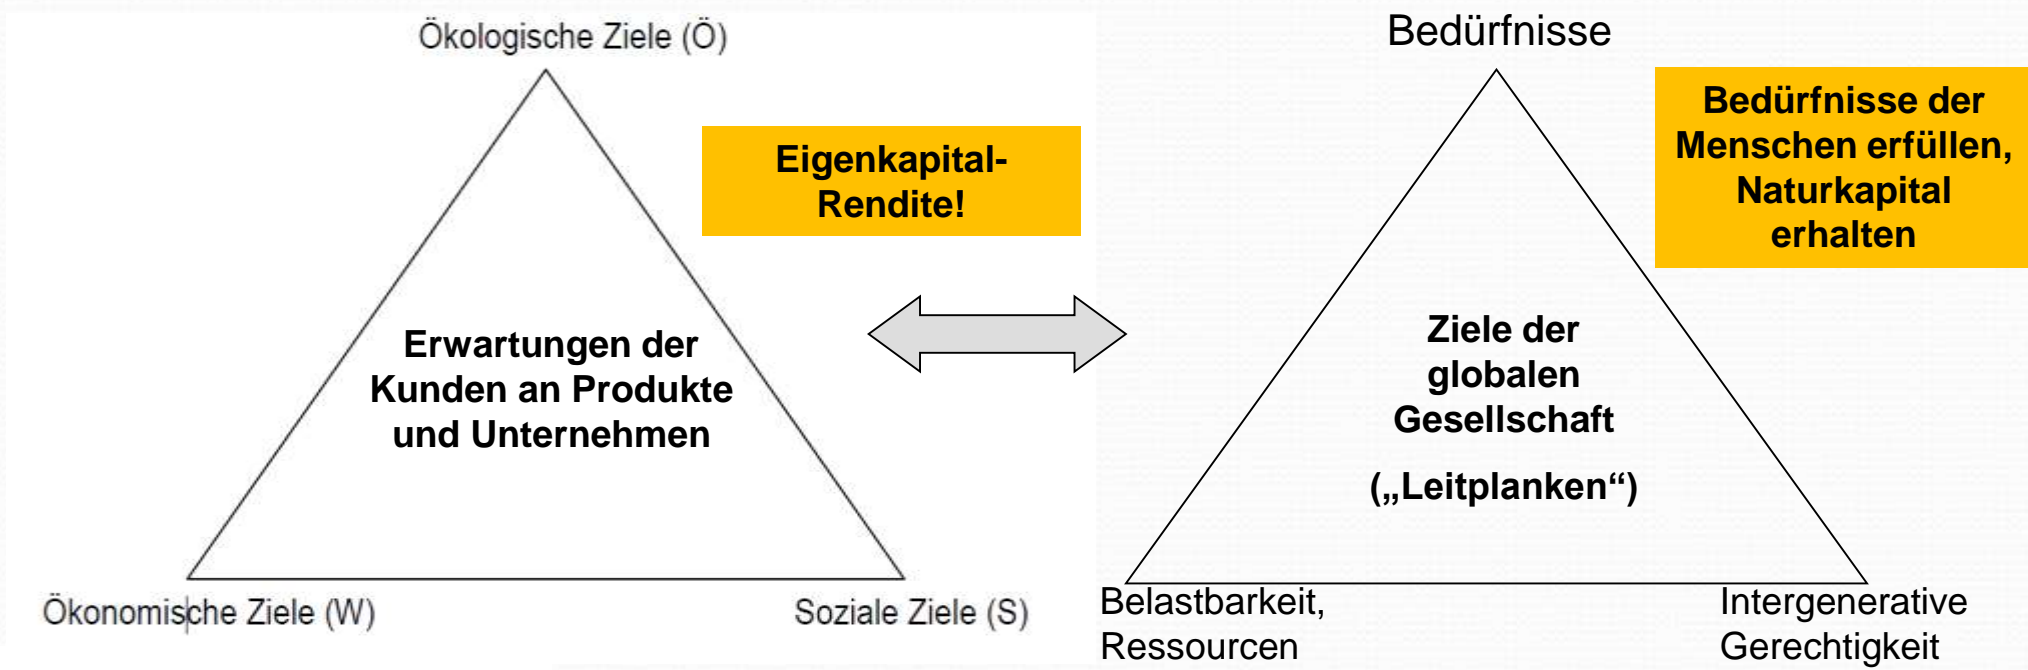 Ökologische Ziele (Ö)
Eigenkapital-
Rendite!
Erwartungen der
Kunden an Produkte
und Unternehmen
Ökonomische Ziele (W)
Soziale Ziele (S)
Bedürfnisse
Bedürfnisse der
Menschen erfüllen,
Naturkapital
erhalten
Ziele der
globalen
Gesellschaft
(„Leitplanken“)
Belastbarkeit,
Ressourcen
Intergenerative
Gerechtigkeit